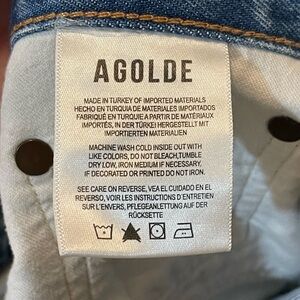 AGOLDE
MADE IN TURKEY OF IMPORTED MATERIALS
HECHO EN TURQUIA DE MATERIALES IMPORTADOS
FABRIQUÉ EN TURQUIE A PARTIR DE MATÉRIAUX
IMPORTÉS, IN DER TÜRKEI HERGESTELLT MIT
IMPORTIERTEN MATERIALIEN
MACHINE WASH COLD INSIDE OUT WITH
LIKE COLORS, DO NOT BLEACH,TUMBLE
DRY LOW, IRON MEDIUM IF NECESSARY.
IF DECORATED OR PRINTED DO NOT IRON.
SEE CARE ON REVERSE, VEA EL CUIDADO EN EL
REVERSO, VOIR LES INSTRUCTIONS D'ENTRETIEN
SUR L'ENVERS, PFLEGEANLEITUNG AUF DER
RÜCKSETTE